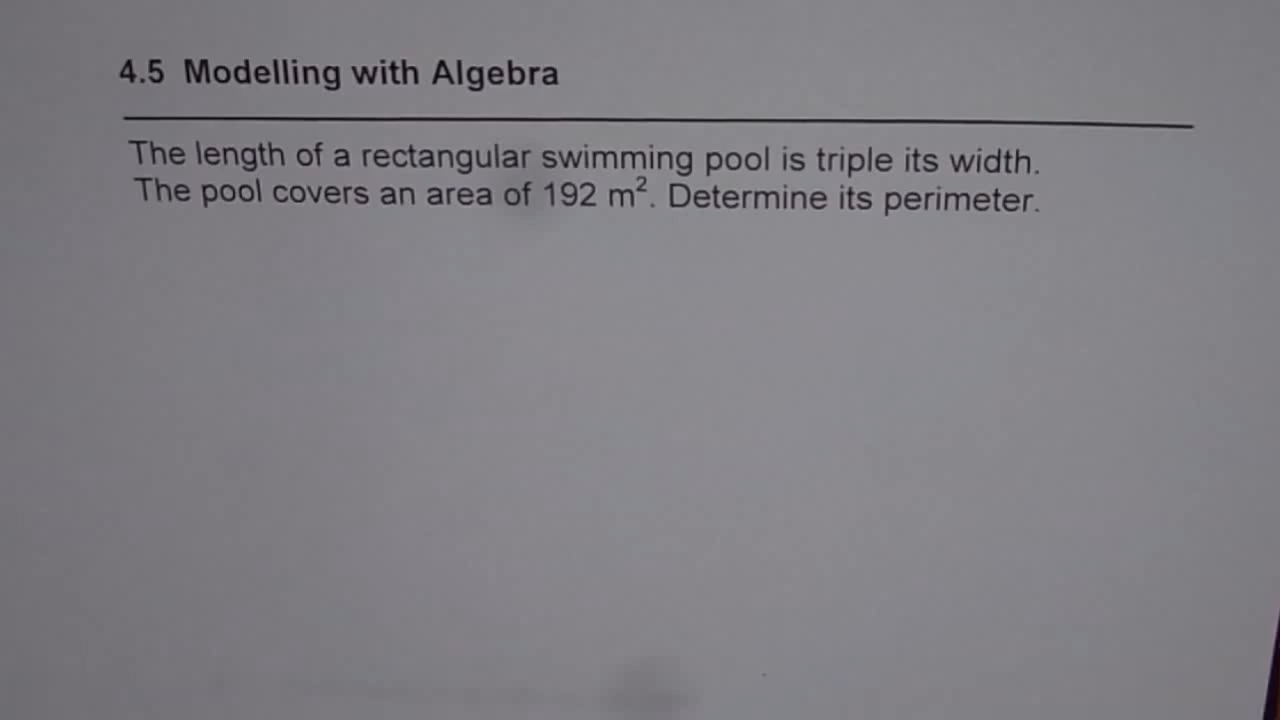 4.5 Modelling with Algebra
The length of a rectangular swimming pool is triple its width.
The pool covers an area of 192 m². Determine its perimeter.